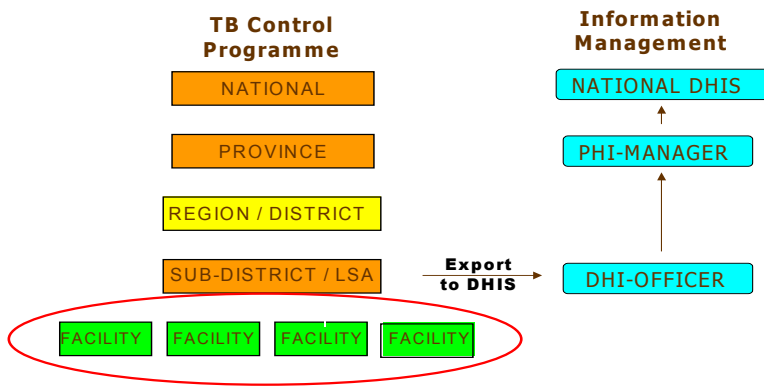 TB Control
Programme
Information
Management
NATIONAL
NATIONAL DHIS
PROVINCE
PHI-MANAGER
REGION / DISTRICT
SUB-DISTRICT / LSA
Export
to DHIS
DHI-OFFICER
FACILITY
FACILITY
FACILITY
FACILITY